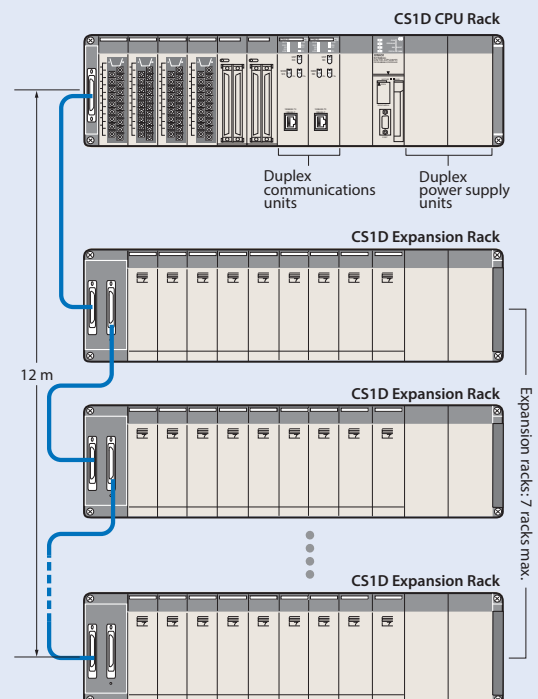 CS1D CPU Rack
Duplex
communications
units
Duplex
power supply
units
CS1D Expansion Rack
12 m
CS1D Expansion Rack
Expansion racks: 7 racks max.
CS1D Expansion Rack